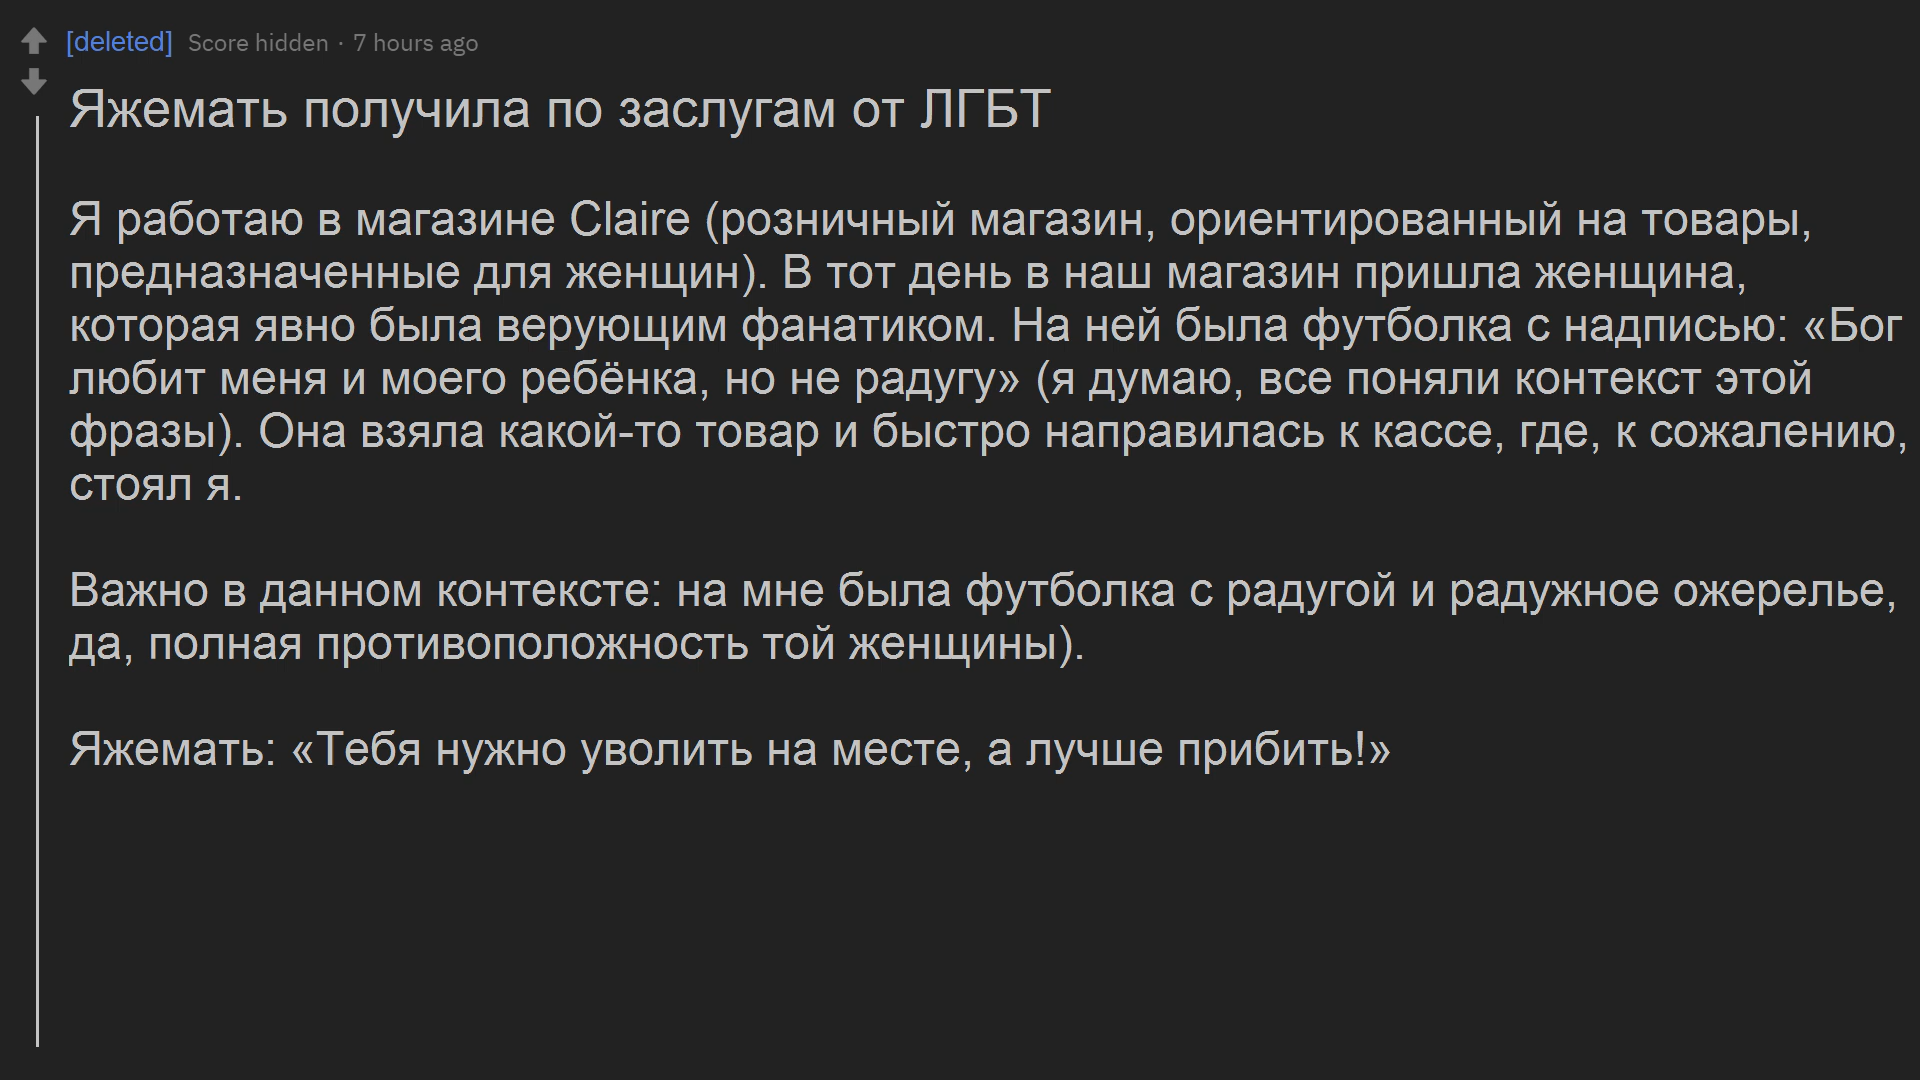 [deleted] Score hidden · 7 hours ago
Яжемать получила по заслугам от ЛГБТ
Я работаю в магазине Claire (розничный магазин, ориентированный на товары,
предназначенные для женщин). В тот день в наш магазин пришла женщина,
которая явно была верующим фанатиком. На ней была футболка с надписью: «Бог
любит меня и моего ребёнка, но не радугу» (я думаю, все поняли контекст этой
фразы). Она взяла какой-то товар и быстро направилась к кассе, где, к сожалению,
стоял я.
Важно в данном контексте: на мне была футболка с радугой и радужное ожерелье,
да, полная противоположность той женщины).
Яжемать: «Тебя нужно уволить на месте, а лучше прибить!»